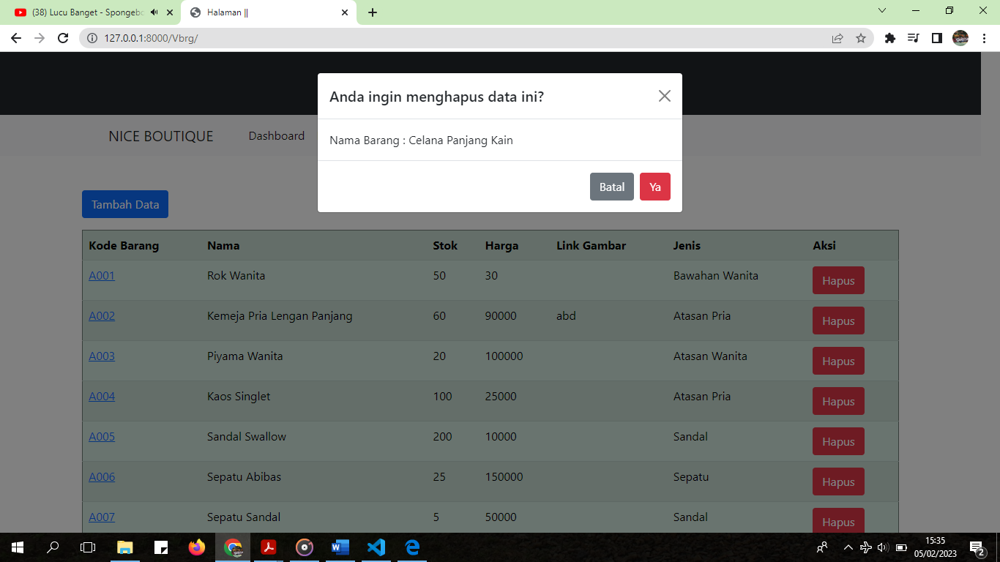 (38) Lucu Banget - Spongebo
Halaman ||
127.0.0.1:8000/Vbrg/
Anda ingin menghapus data ini?
NICE BOUTIQUE Dashboard
Nama Barang : Celana Panjang Kain
Batal Ya
Tambah Data
Kode Barang Nama Stok Harga Link Gambar Jenis Aksi
A001 Rok Wanita 50 30 Bawahan Wanita Hapus
A002 Kemeja Pria Lengan Panjang 60 90000 abd Atasan Pria Hapus
A003 Piyama Wanita 20 100000 Atasan Wanita Hapus
A004 Kaos Singlet 100 25000 Atasan Pria Hapus
A005 Sandal Swallow 200 10000 Sandal Hapus
A006 Sepatu Abibas 25 150000 Sepatu Hapus
A007 Sepatu Sandal 5 50000 Sandal Hapus
15:35
05/02/2023
2